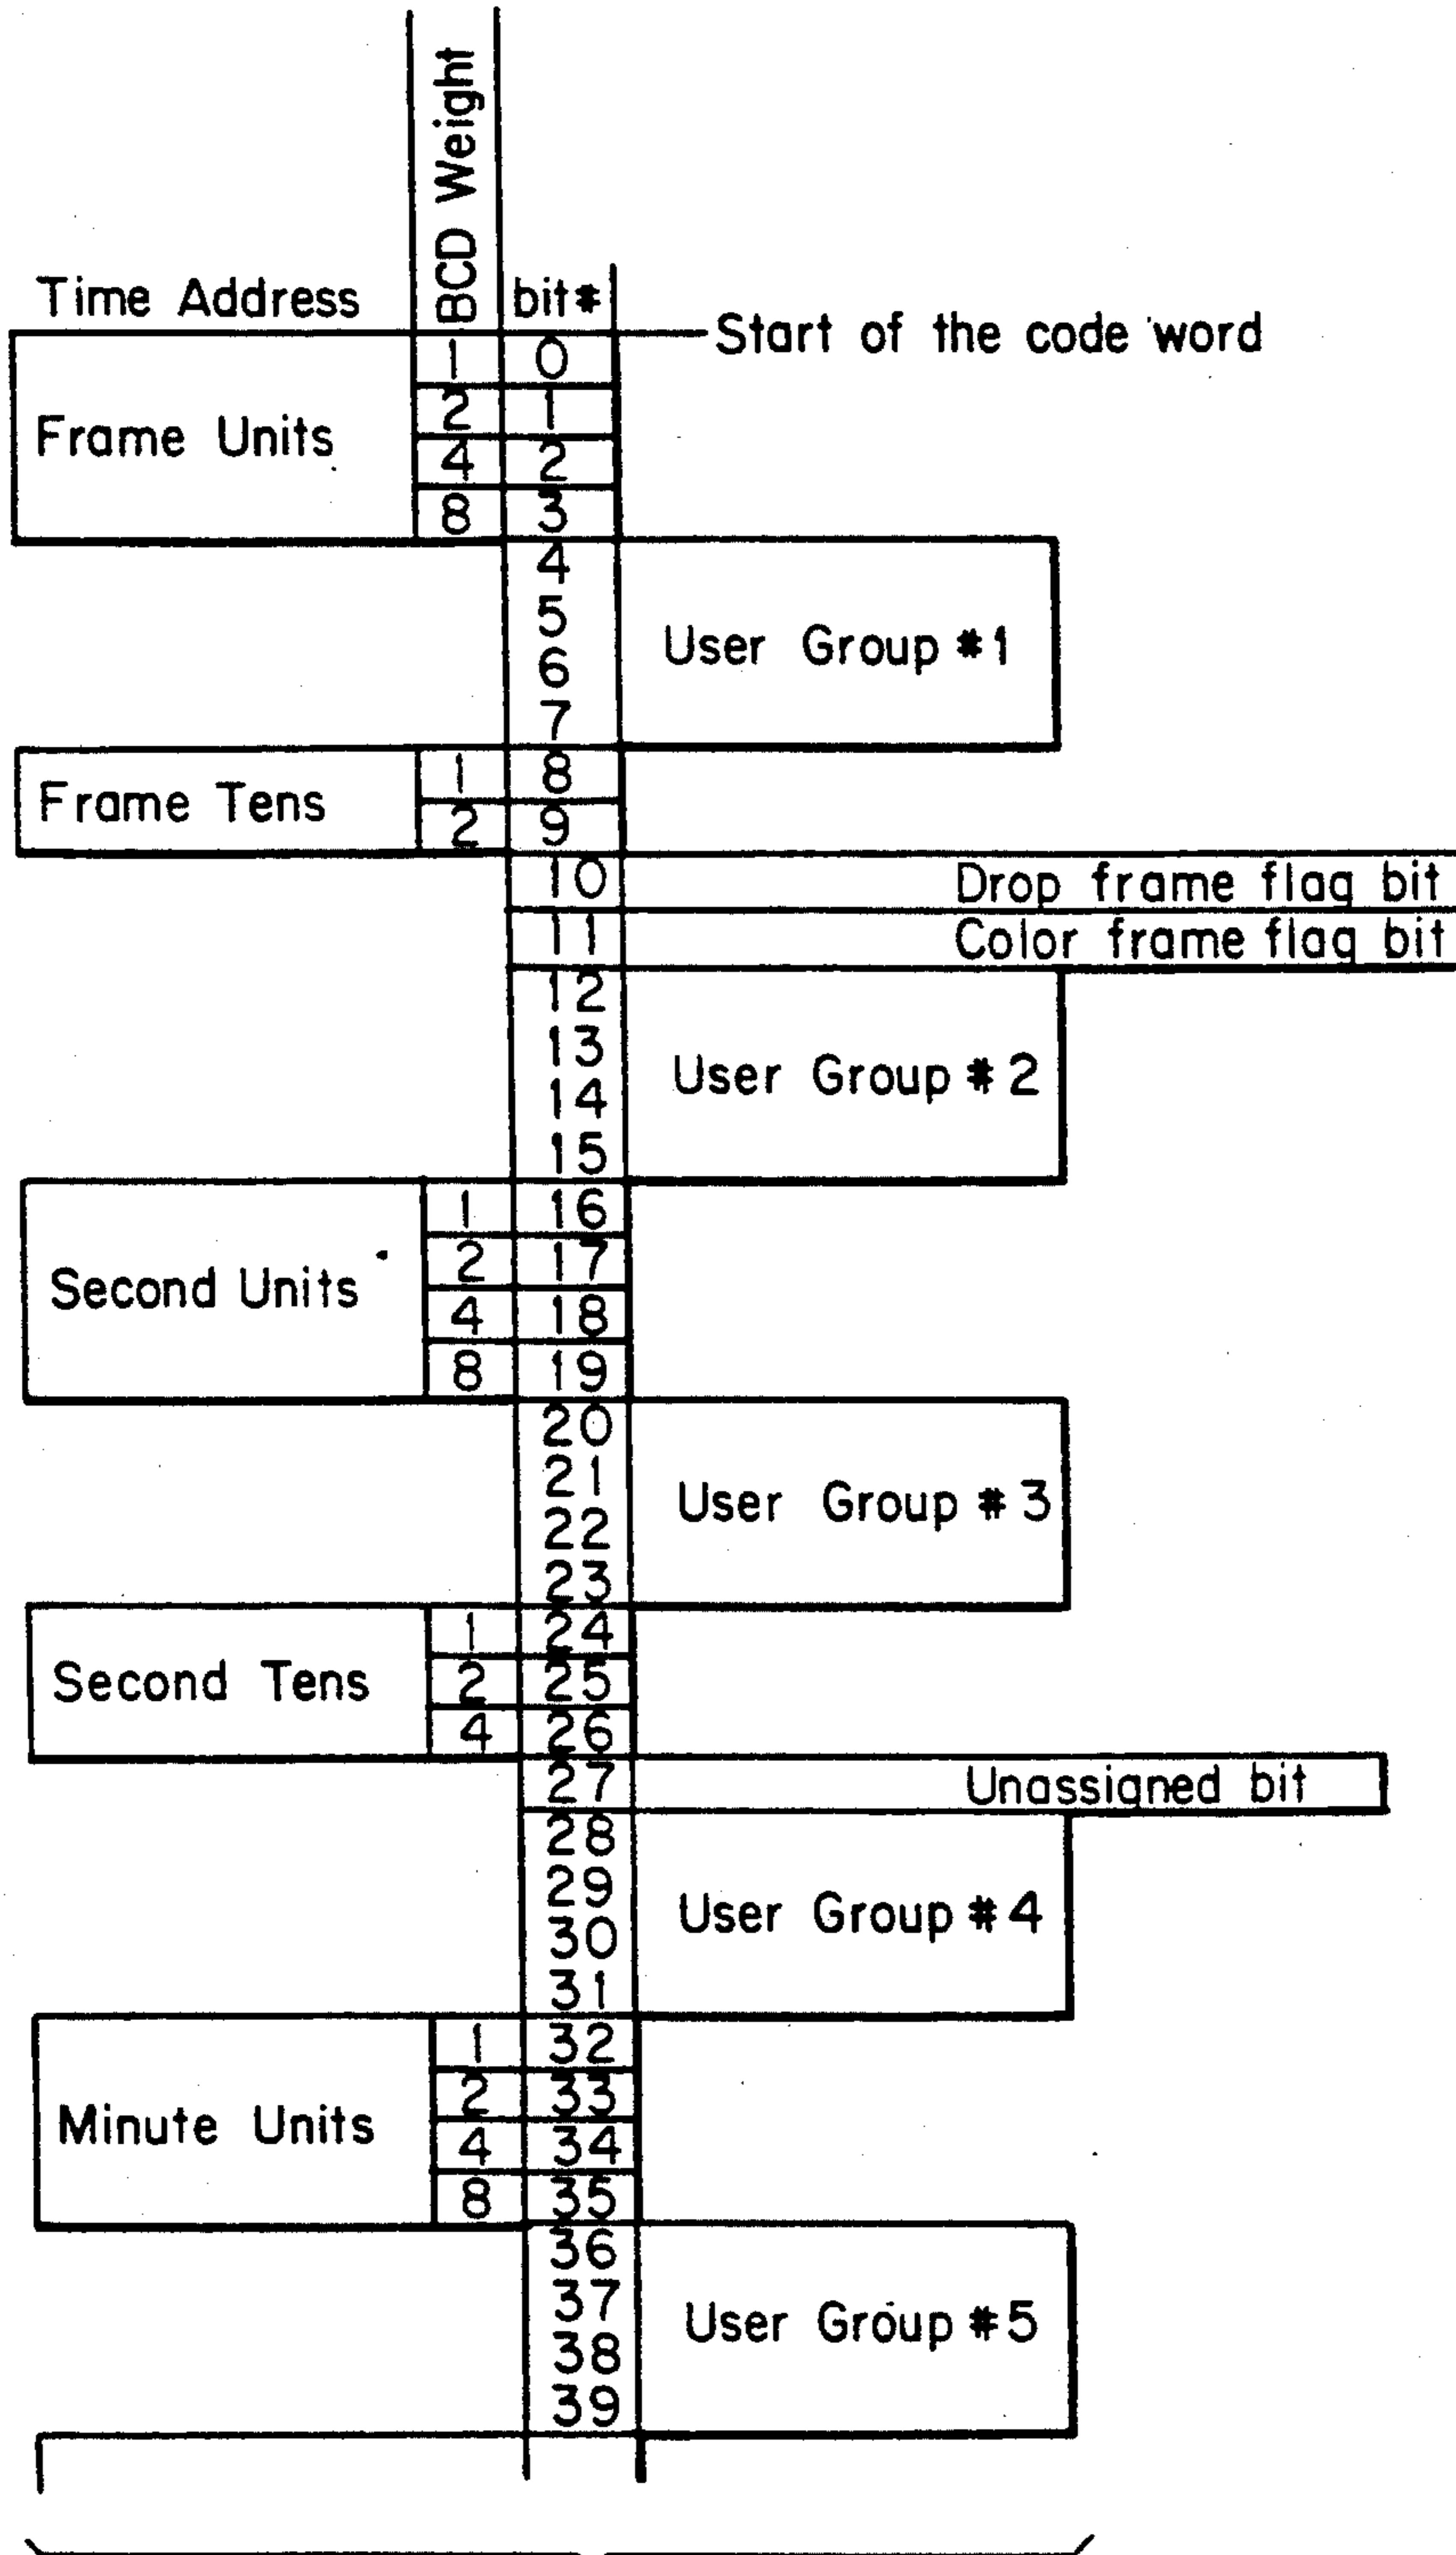 BCD Weight
Time Address bit#
Start of the code word
Frame Units
1 0
2 1
4 2
8 3
4
5
6
7
User Group #1
Frame Tens
1 8
2 9
10 Drop frame flag bit
11 Color frame flag bit
12
13
14
15
User Group #2
Second Units
1 16
2 17
4 18
8 19
20
21
22
23
User Group #3
Second Tens
1 24
2 25
4 26
27 Unassigned bit
28
29
30
31
User Group #4
Minute Units
1 32
2 33
4 34
8 35
36
37
38
39
User Group #5